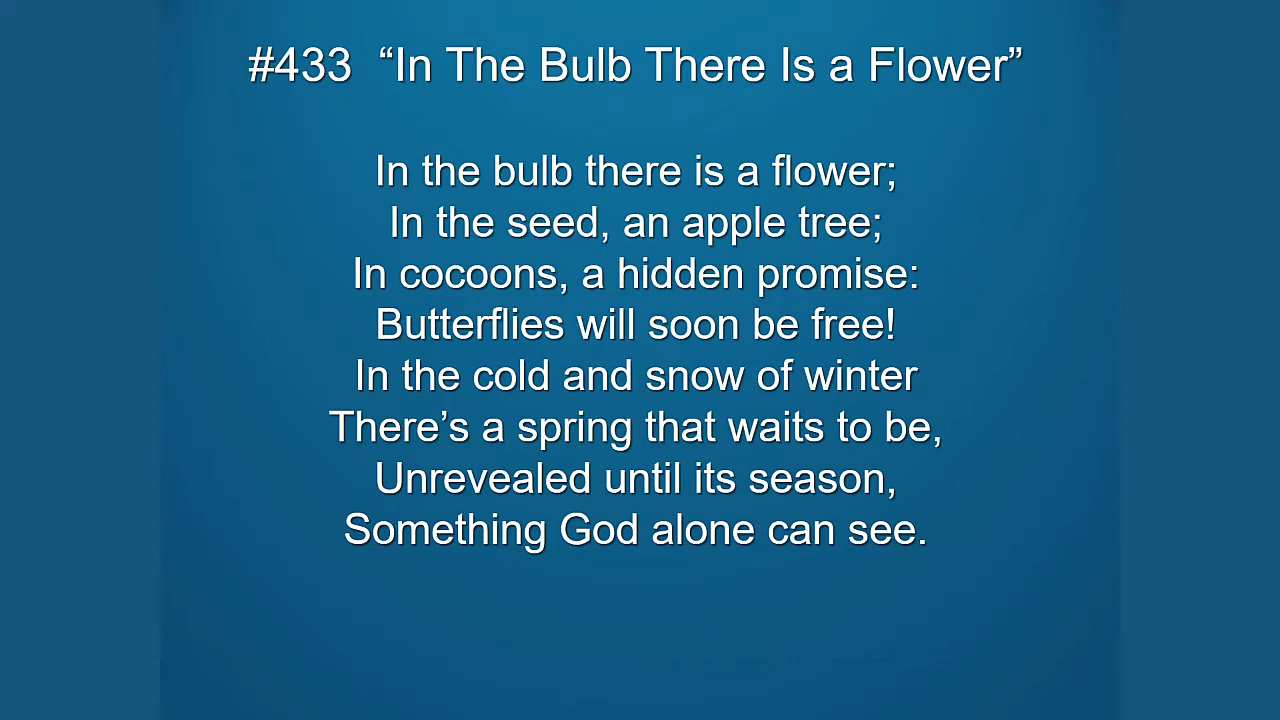 #433 “In The Bulb There Is a Flower”
In the bulb there is a flower;
In the seed, an apple tree;
In cocoons, a hidden promise:
Butterflies will soon be free!
In the cold and snow of winter
There’s a spring that waits to be,
Unrevealed until its season,
Something God alone can see.